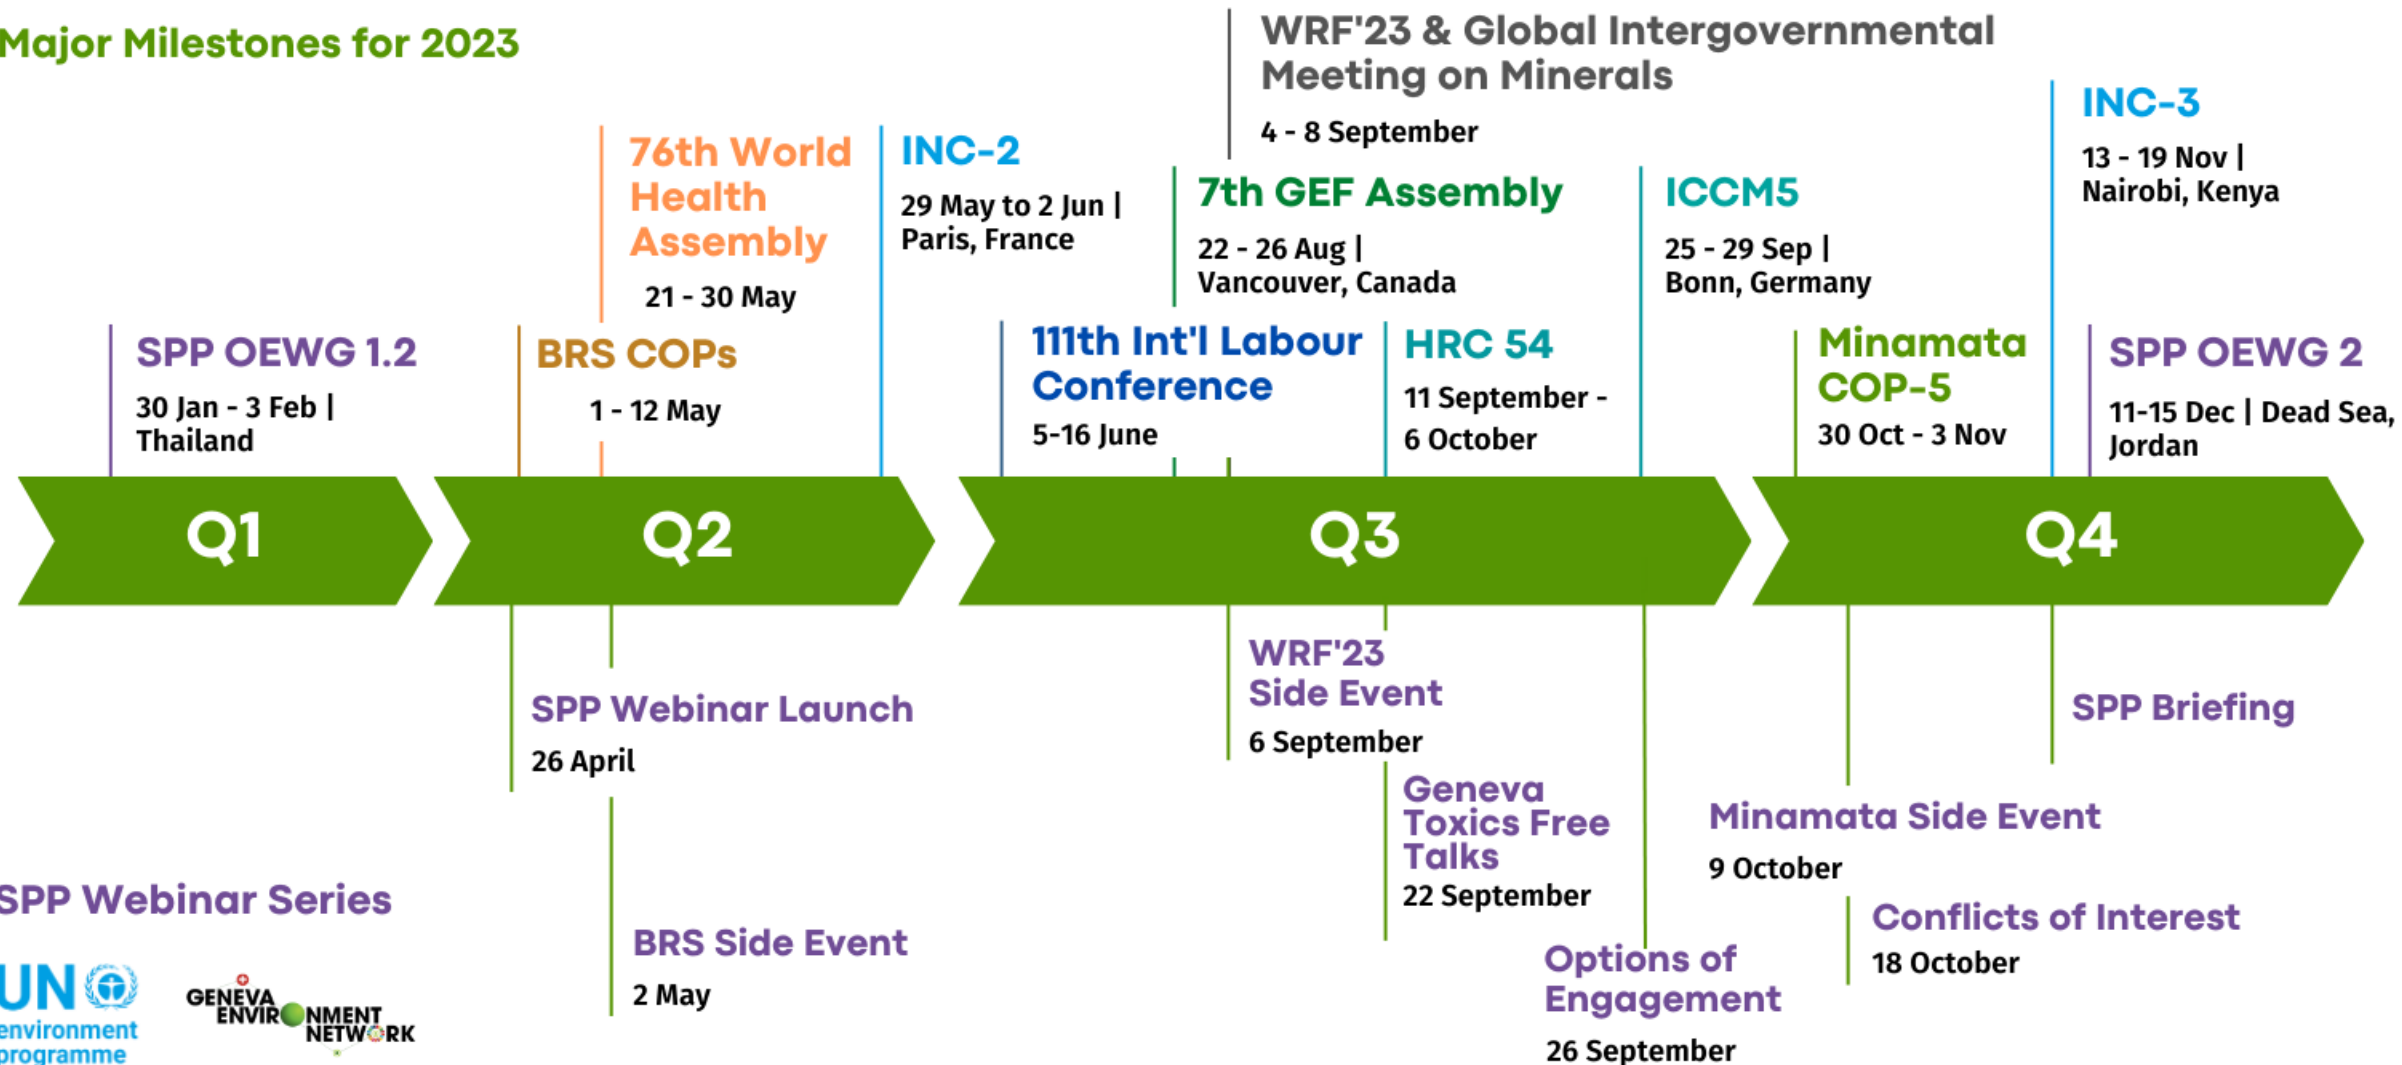 Major Milestones for 2023
WRF'23 & Global Intergovernmental
Meeting on Minerals
4 - 8 September
76th World
Health
Assembly
21 - 30 May
INC-2
29 May to 2 Jun |
Paris, France
7th GEF Assembly
22 - 26 Aug |
Vancouver, Canada
ICCM5
25 - 29 Sep |
Bonn, Germany
INC-3
13 - 19 Nov |
Nairobi, Kenya
SPP OEWG 1.2
30 Jan - 3 Feb |
Thailand
BRS COPs
1 - 12 May
111th Int'l Labour
Conference
5-16 June
HRC 54
11 September -
6 October
Minamata
COP-5
30 Oct - 3 Nov
SPP OEWG 2
11-15 Dec | Dead Sea,
Jordan
Q1
Q2
Q3
Q4
SPP Webinar Launch
26 April
BRS Side Event
2 May
WRF'23
Side Event
6 September
Geneva
Toxics Free
Talks
22 September
Options of
Engagement
26 September
Minamata Side Event
9 October
Conflicts of Interest
18 October
SPP Briefing
SPP Webinar Series
UN
environment
programme
GENEVA
ENVIRONMENT
NETWORK